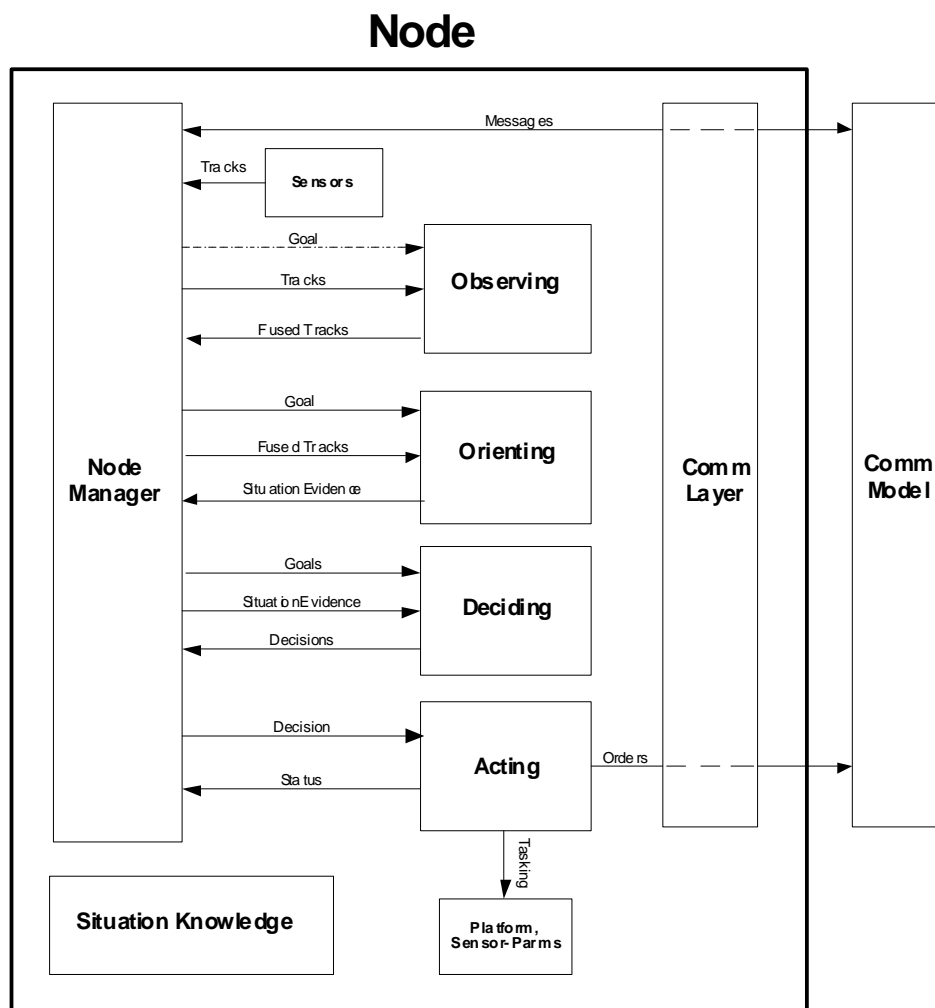 Node
Messages
Tracks
Sensors
Goal
Observing
Tracks
Fused Tracks
Goal
Orienting
Fused Tracks
Situation Evidence
Node
Manager
Comm
Layer
Comm
Model
Goals
Deciding
Situation Evidence
Decisions
Decision
Acting
Orders
Status
Tasking
Situation Knowledge
Platform,
Sensor-Parms